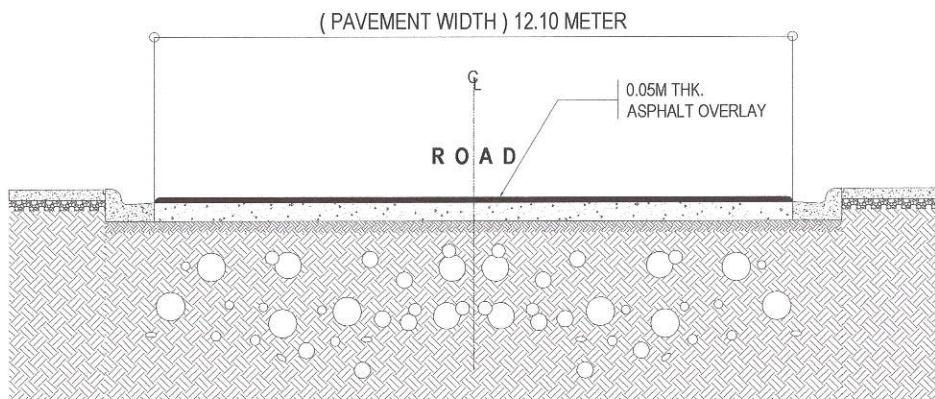 ( PAVEMENT WIDTH ) 12.10 METER
CL
0.05M THK.
ASPHALT OVERLAY
ROAD